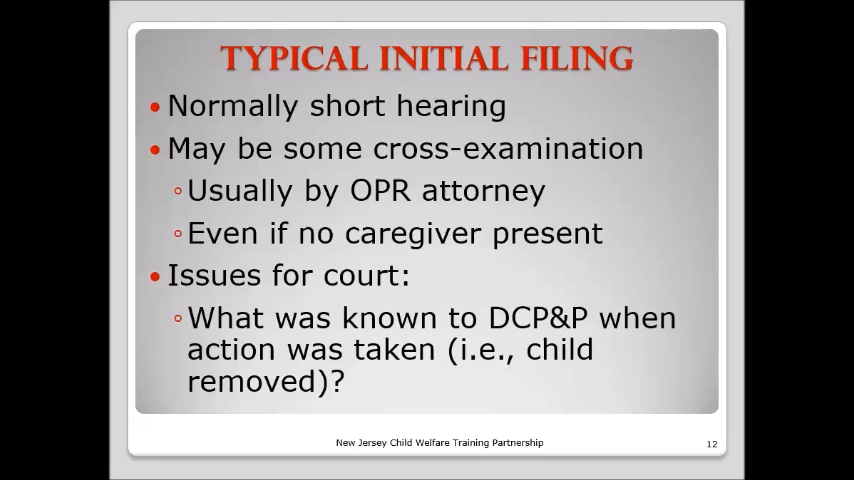 TYPICAL INITIAL FILING
• Normally short hearing
• May be some cross-examination
◦ Usually by OPR attorney
◦ Even if no caregiver present
• Issues for court:
◦ What was known to DCP&P when
action was taken (i.e., child
removed)?
New Jersey Child Welfare Training Partnership
12